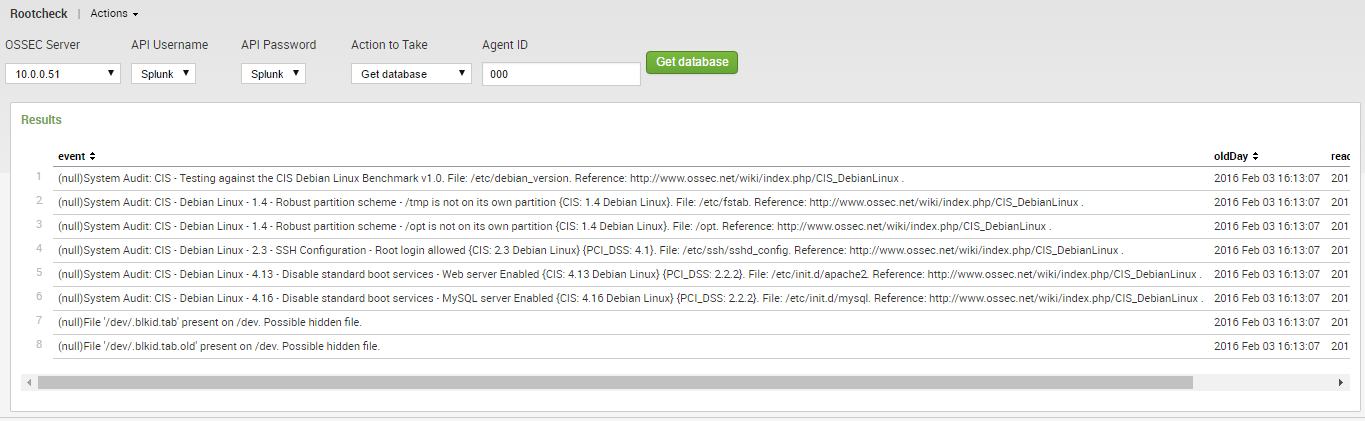 Rootcheck | Actions
OSSEC Server API Username API Password Action to Take Agent ID
10.0.0.51 Splunk Splunk Get database 000 Get database
Results
event oldDay reac
1 (null)System Audit: CIS - Testing against the CIS Debian Linux Benchmark v1.0. File: /etc/debian_version. Reference: http://www.ossec.net/wiki/index.php/CIS_DebianLinux . 2016 Feb 03 16:13:07 201
2 (null)System Audit: CIS - Debian Linux - 1.4 - Robust partition scheme - /tmp is not on its own partition {CIS: 1.4 Debian Linux}. File: /etc/fstab. Reference: http://www.ossec.net/wiki/index.php/CIS_DebianLinux . 2016 Feb 03 16:13:07 201
3 (null)System Audit: CIS - Debian Linux - 1.4 - Robust partition scheme - /opt is not on its own partition {CIS: 1.4 Debian Linux}. File: /opt. Reference: http://www.ossec.net/wiki/index.php/CIS_DebianLinux . 2016 Feb 03 16:13:07 201
4 (null)System Audit: CIS - Debian Linux - 2.3 - SSH Configuration - Root login allowed {CIS: 2.3 Debian Linux} {PCI_DSS: 4.1}. File: /etc/ssh/sshd_config. Reference: http://www.ossec.net/wiki/index.php/CIS_DebianLinux . 2016 Feb 03 16:13:07 201
5 (null)System Audit: CIS - Debian Linux - 4.13 - Disable standard boot services - Web server Enabled {CIS: 4.13 Debian Linux} {PCI_DSS: 2.2.2}. File: /etc/init.d/apache2. Reference: http://www.ossec.net/wiki/index.php/CIS_DebianLinux . 2016 Feb 03 16:13:07 201
6 (null)System Audit: CIS - Debian Linux - 4.16 - Disable standard boot services - MySQL server Enabled {CIS: 4.16 Debian Linux} {PCI_DSS: 2.2.2}. File: /etc/init.d/mysql. Reference: http://www.ossec.net/wiki/index.php/CIS_DebianLinux . 2016 Feb 03 16:13:07 201
7 (null)File '/dev/.blkid.tab' present on /dev. Possible hidden file. 2016 Feb 03 16:13:07 201
8 (null)File '/dev/.blkid.tab.old' present on /dev. Possible hidden file. 2016 Feb 03 16:13:07 201